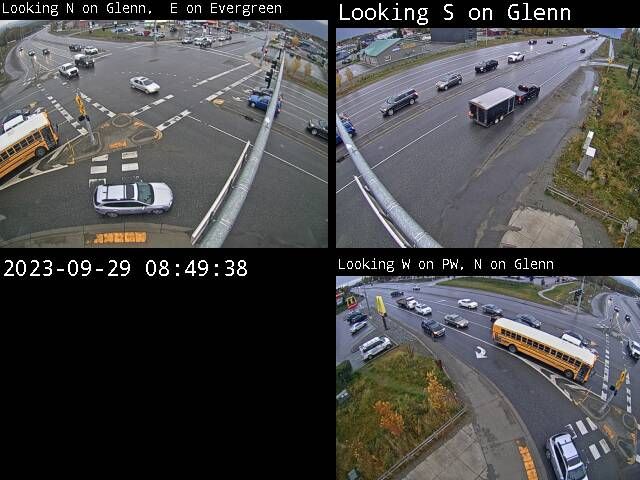 Looking N on Glenn,  E on Evergreen
Looking S on Glenn
2023-09-29 08:49:38
Looking W on PW, N on Glenn